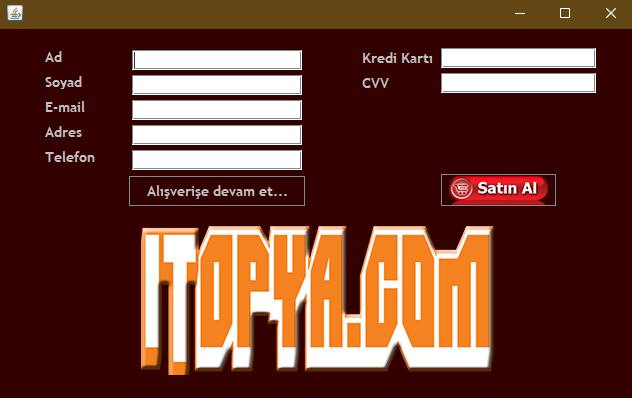 Ad
Soyad
E-mail
Adres
Telefon
Kredi Kartı
CVV
Alışverişe devam et...
Satın Al
ITOPYA.COM